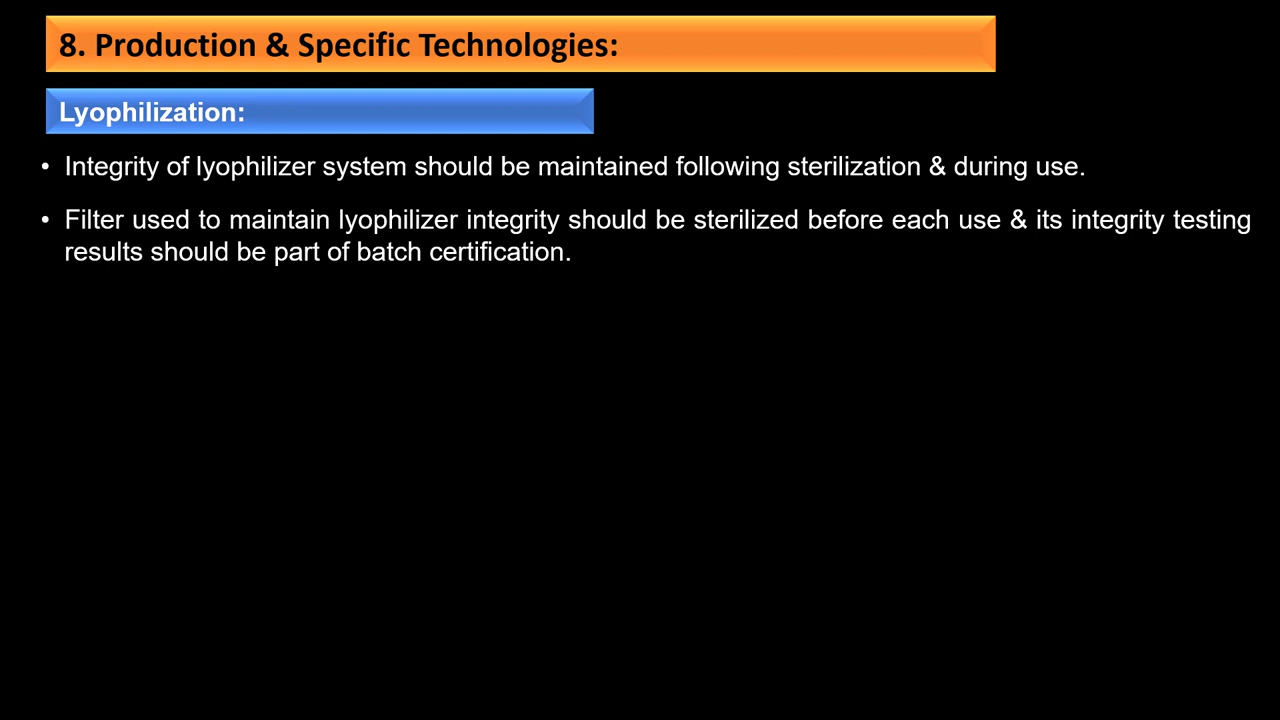 8. Production & Specific Technologies:
Lyophilization:
• Integrity of lyophilizer system should be maintained following sterilization & during use.
• Filter used to maintain lyophilizer integrity should be sterilized before each use & its integrity testing
results should be part of batch certification.